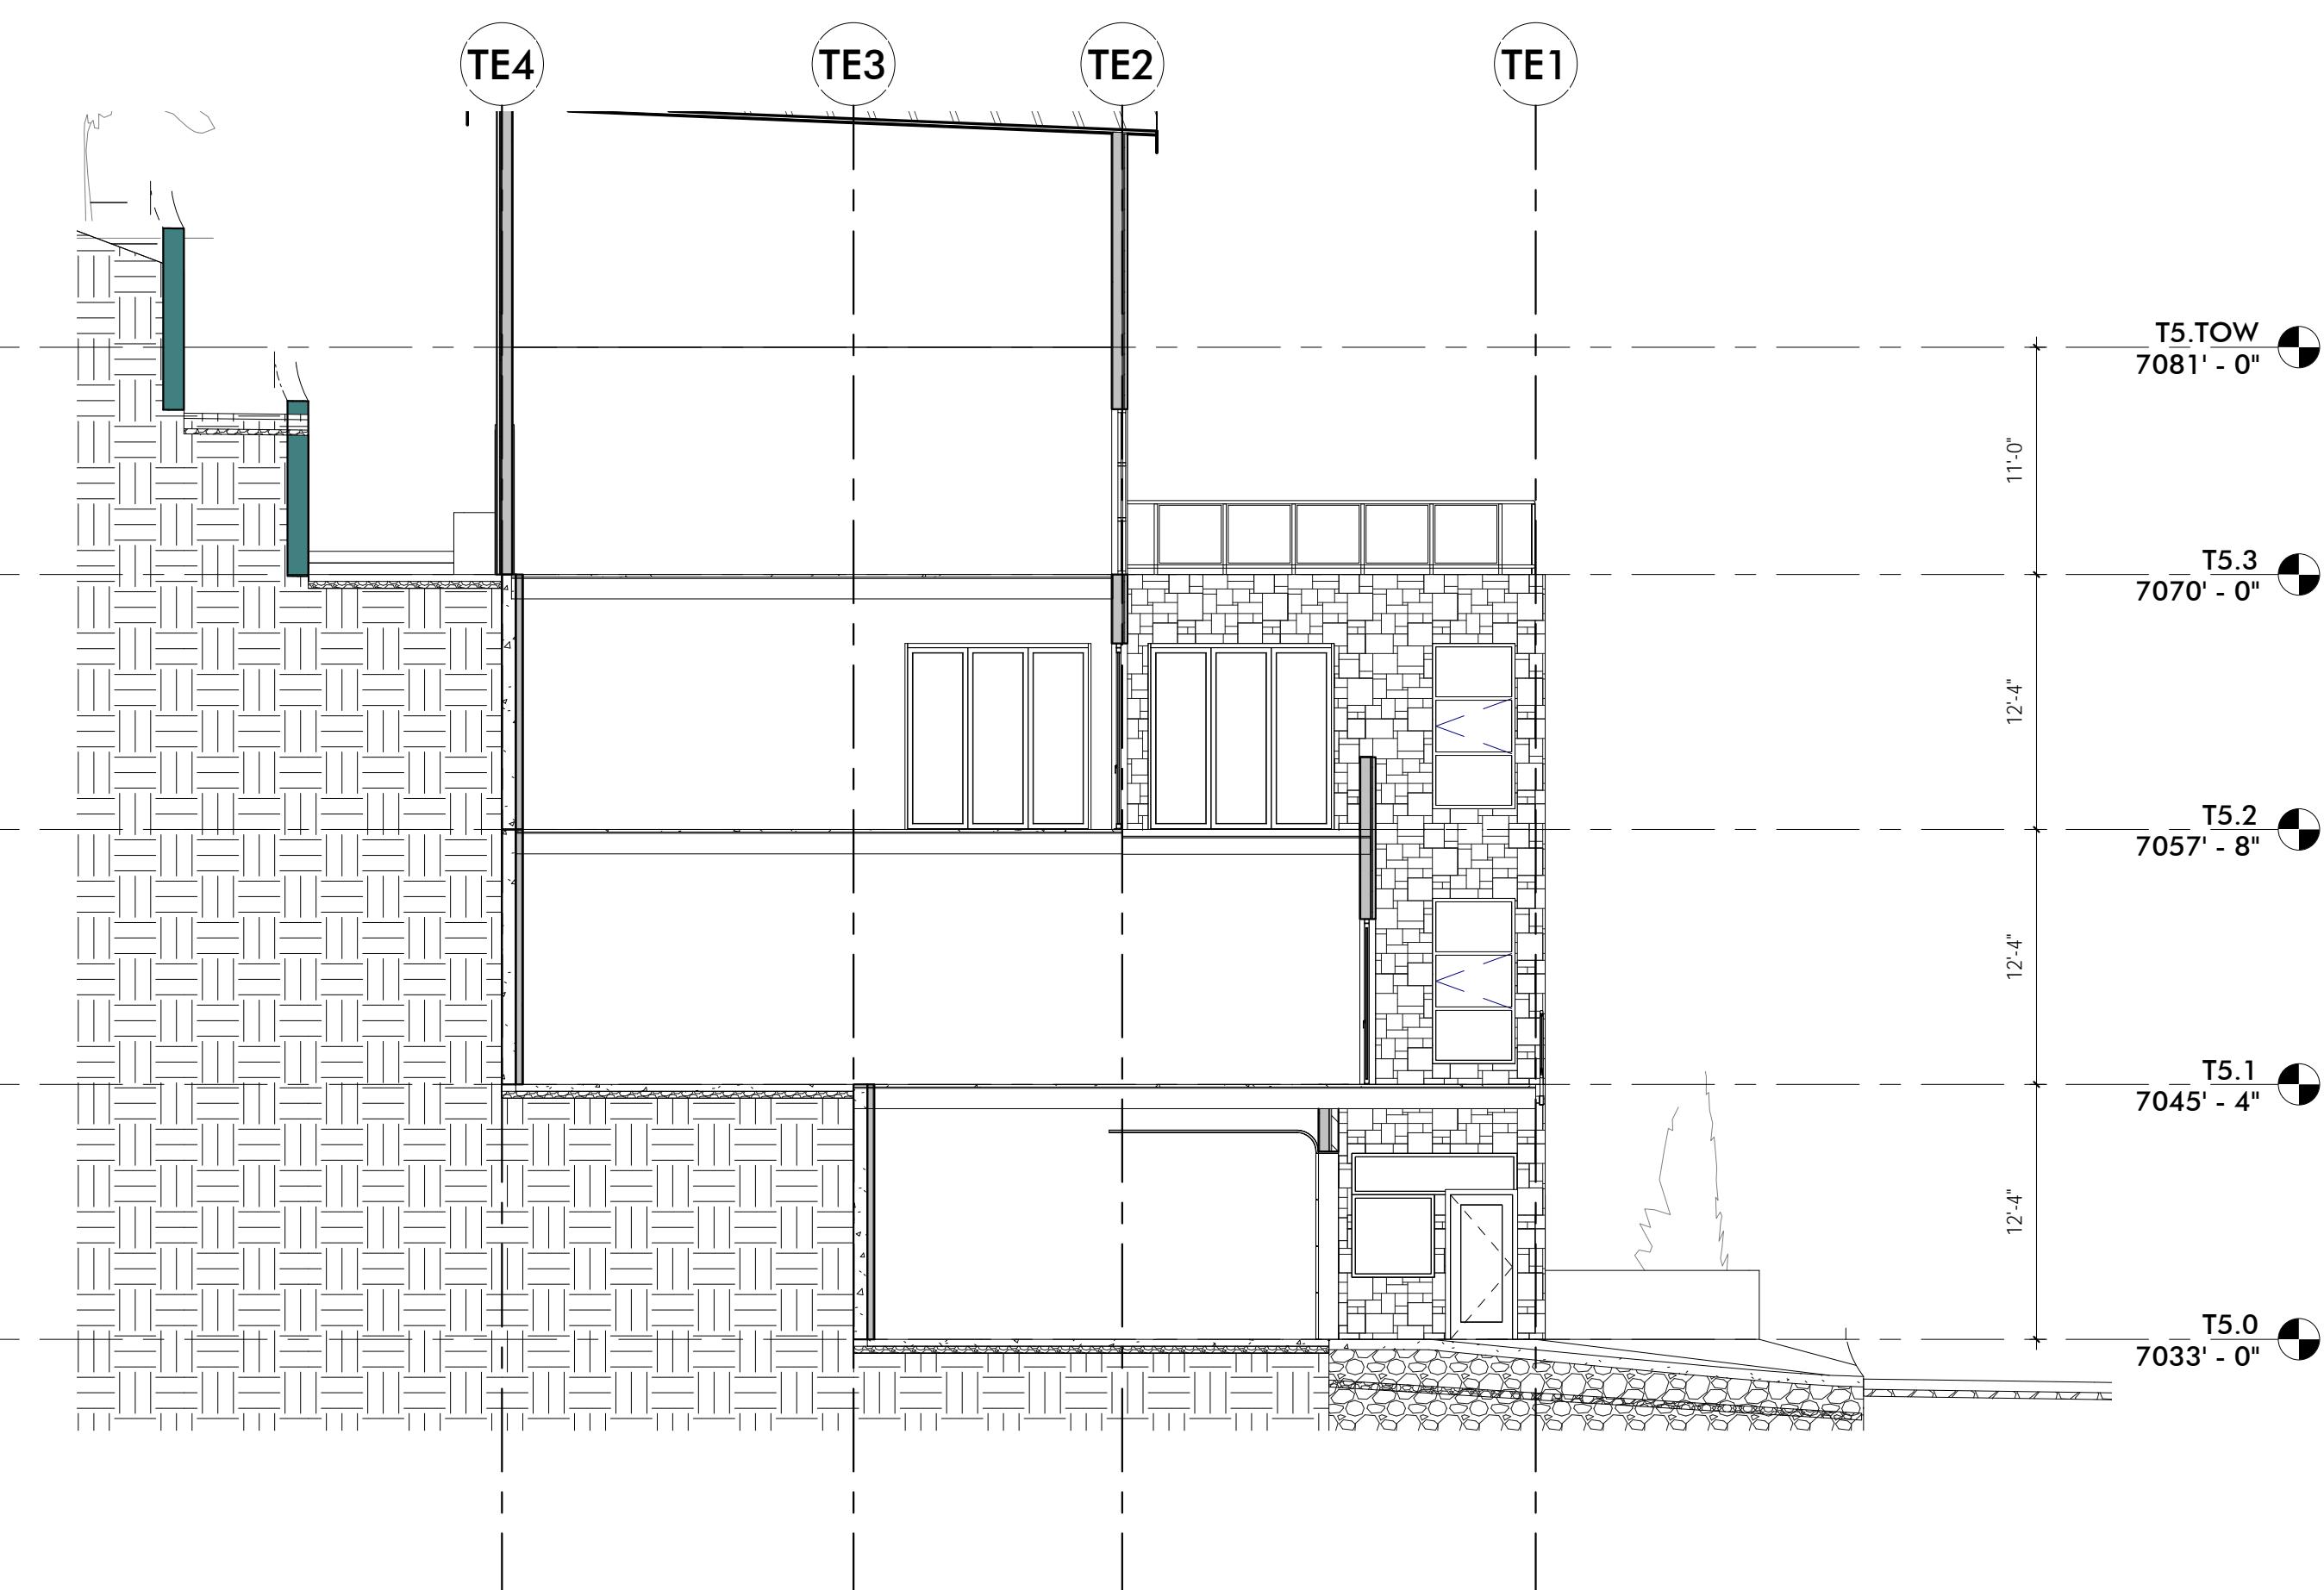 TE4
TE3
TE2
TE1
T5.TOW
7081' - 0"
11'-0"
T5.3
7070' - 0"
12'-4"
T5.2
7057' - 8"
12'-4"
T5.1
7045' - 4"
12'-4"
T5.0
7033' - 0"